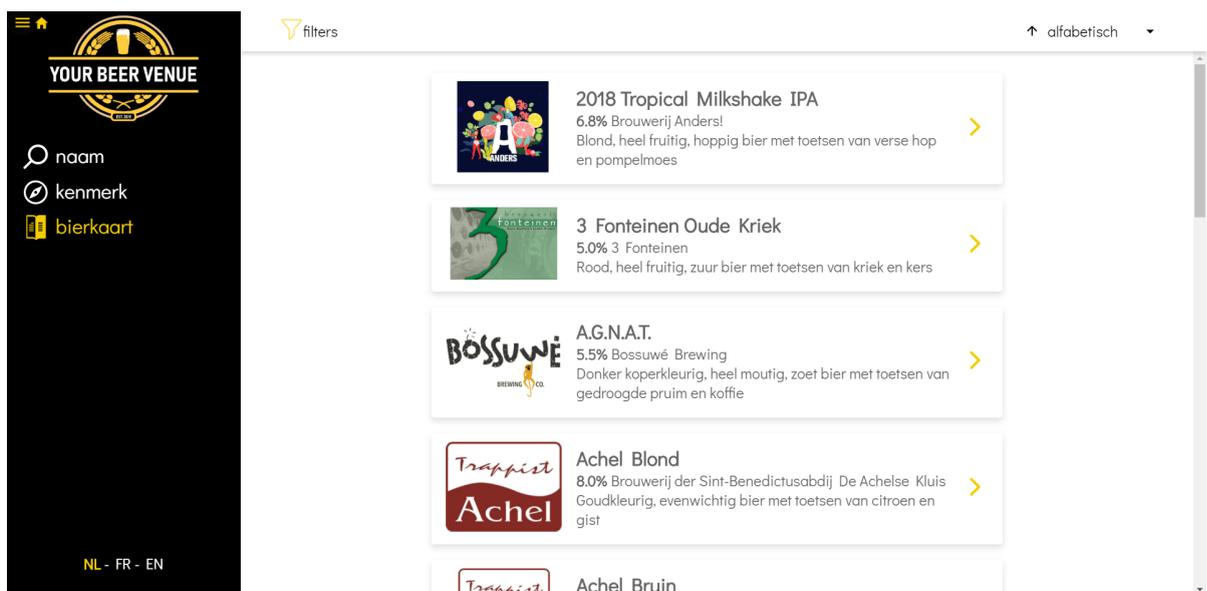 YOUR BEER VENUE
naam
kenmerk
bierkaart
NL - FR - EN
filters
alfabetisch
A
ANDERS
2018 Tropical Milkshake IPA
6.8% Brouwerij Anders!
Blond, heel fruitig, hoppig bier met toetsen van verse hop
en pompelmoes
brouwerij
3 fonteinen
3 Fonteinen Oude Kriek
5.0% 3 Fonteinen
Rood, heel fruitig, zuur bier met toetsen van kriek en kers
BOSSUWÉ
BREWING CO.
A.G.N.A.T.
5.5% Bossuwé Brewing
Donker koperkleurig, heel moutig, zoet bier met toetsen van
gedroogde pruim en koffie
Trappist
Achel
Achel Blond
8.0% Brouwerij der Sint-Benedictusabdij De Achelse Kluis
Goudkleurig, evenwichtig bier met toetsen van citroen en
gist
Trappist
Achel Bruin